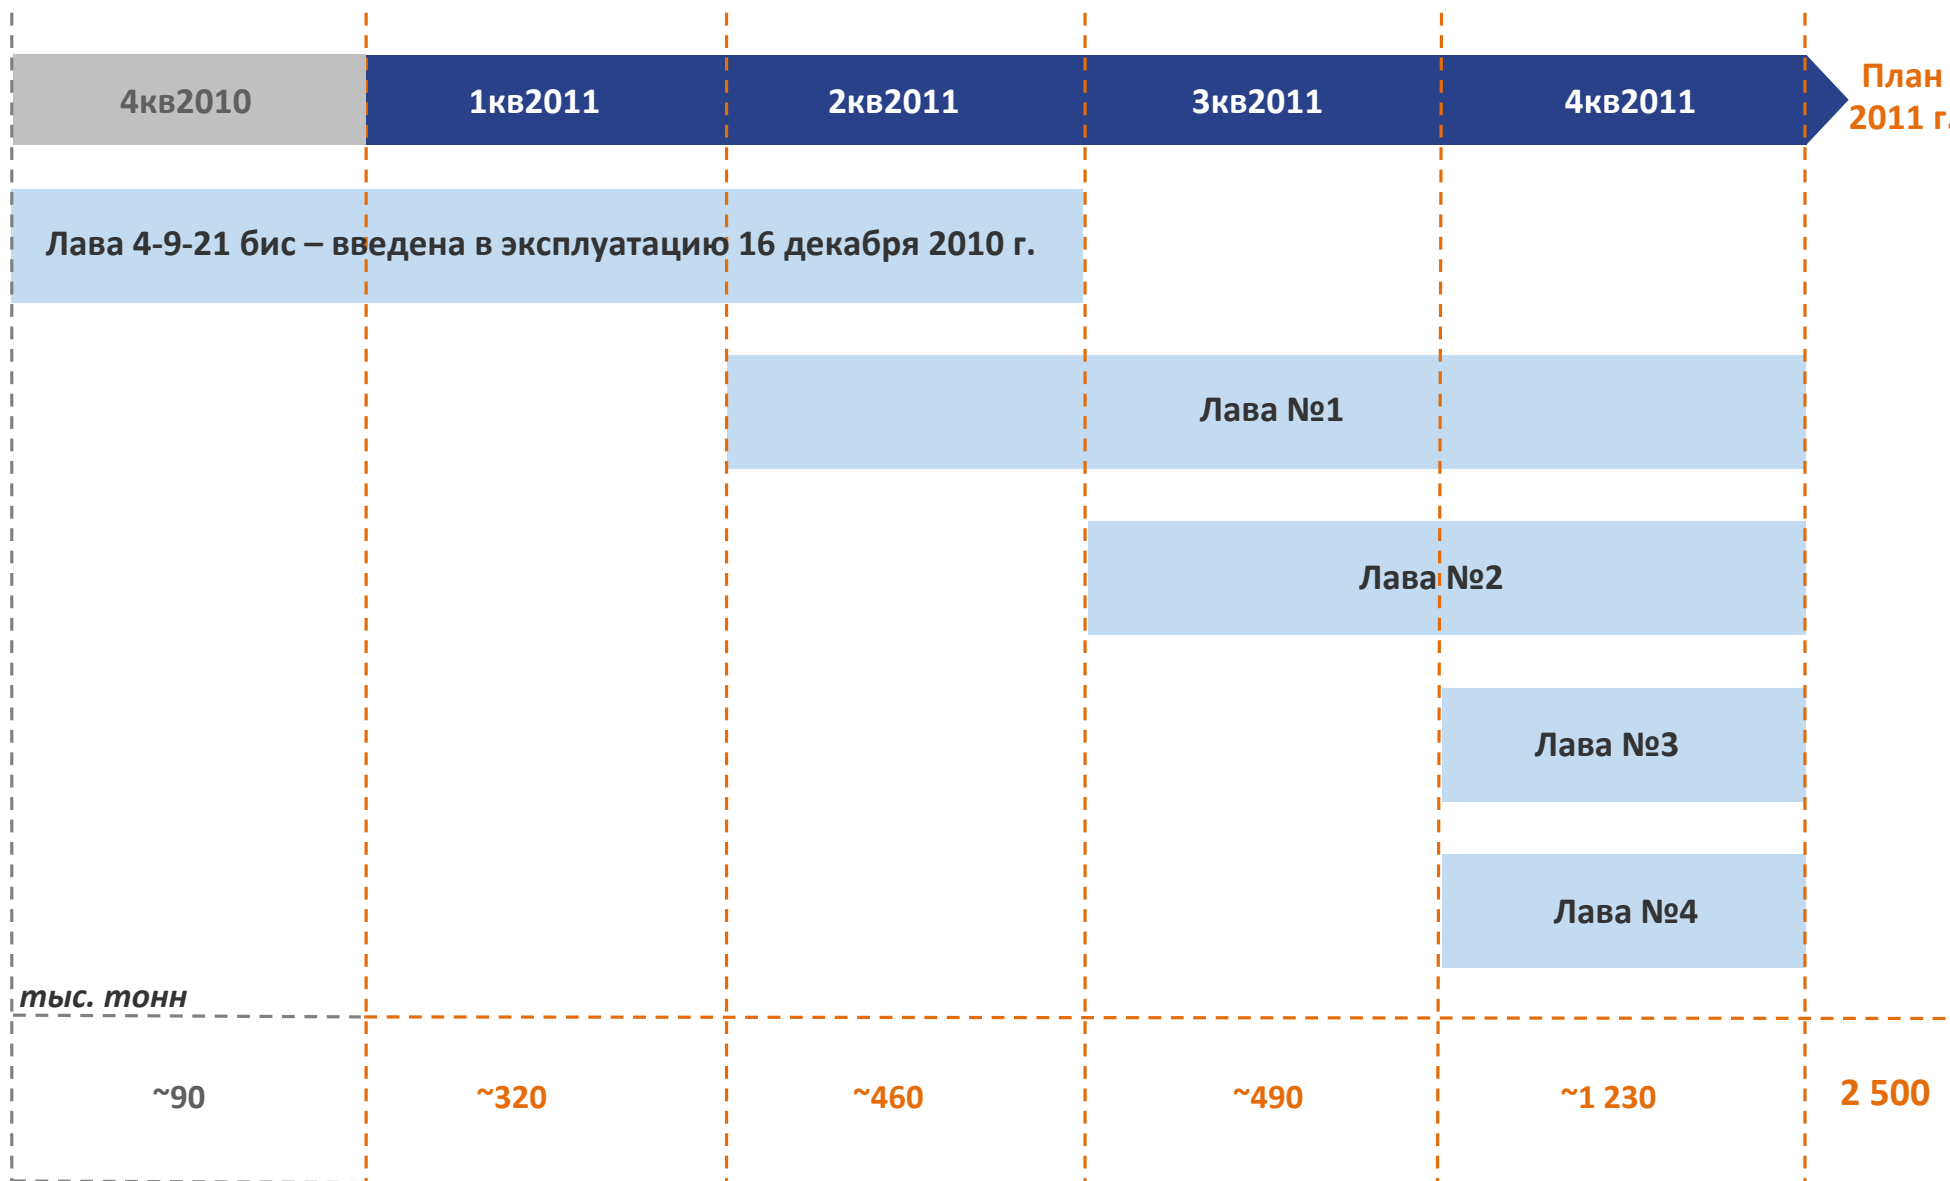 4кв2010
1кв2011
2кв2011
3кв2011
4кв2011
План
2011 г.
Лава 4-9-21 бис – введена в эксплуатацию 16 декабря 2010 г.
Лава №1
Лава №2
Лава №3
Лава №4
тыс. тонн
~90
~320
~460
~490
~1 230
2 500